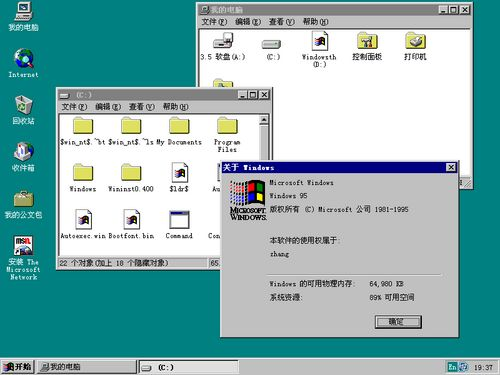 我的电脑
Internet
回收站
收件箱
我的公文包
安装 The
Microsoft
Network
我的电脑
文件(F) 编辑(E) 查看(V) 帮助(H)
3.5 软盘(A:) (C:) Windowsth
(D:) 控制面板 打印机
(C:)
文件(F) 编辑(E) 查看(V) 帮助(H)
$win_nt$.~bt $win_nt$.~ls My Documents Program
Files
Windows Wininst0.400 $ldr$
Autoexec.win Bootfont.bin Command
22 个对象(加上 18 个隐藏对象)
关于 Windows
MICROSOFT
WINDOWS.
Microsoft Windows
Windows 95
版权所有 (C) Microsoft 公司 1981-1995
本软件的使用权属于:
zhang
Windows 的可用物理内存: 64,980 KB
系统资源: 89% 可用空间
确定
开始 我的电脑 (C:) En 19:37